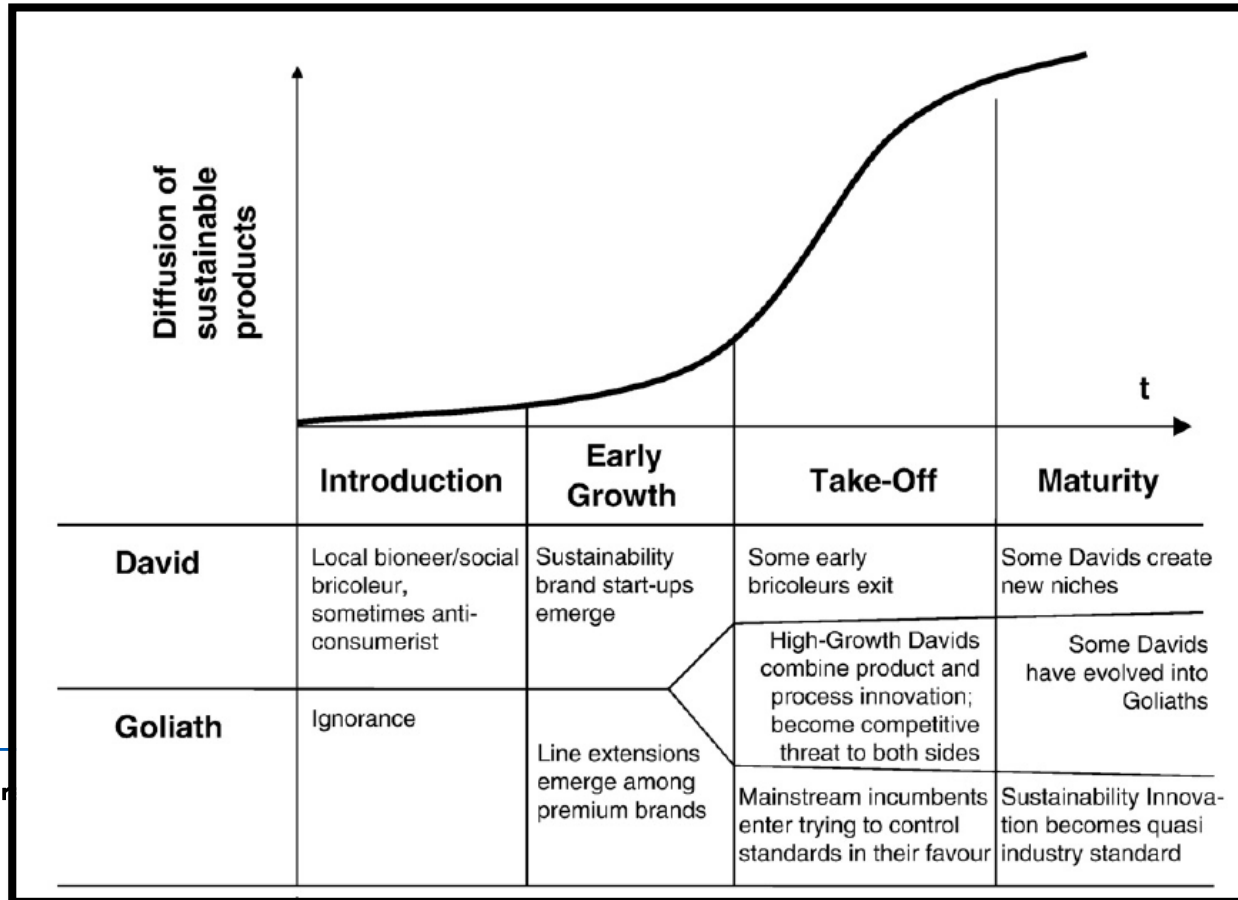 Diffusion of
sustainable
products
t
Introduction
Early
Growth
Take-Off
Maturity
David
Local bioneer/social
bricoleur,
sometimes anti-
consumerist
Sustainability
brand start-ups
emerge
Some early
bricoleurs exit
Some Davids create
new niches
High-Growth Davids
combine product and
process innovation;
become competitive
threat to both sides
Some Davids
have evolved into
Goliaths
Goliath
Ignorance
Line extensions
emerge among
premium brands
Mainstream incumbents
enter trying to control
standards in their favour
Sustainability Innova-
tion becomes quasi
industry standard